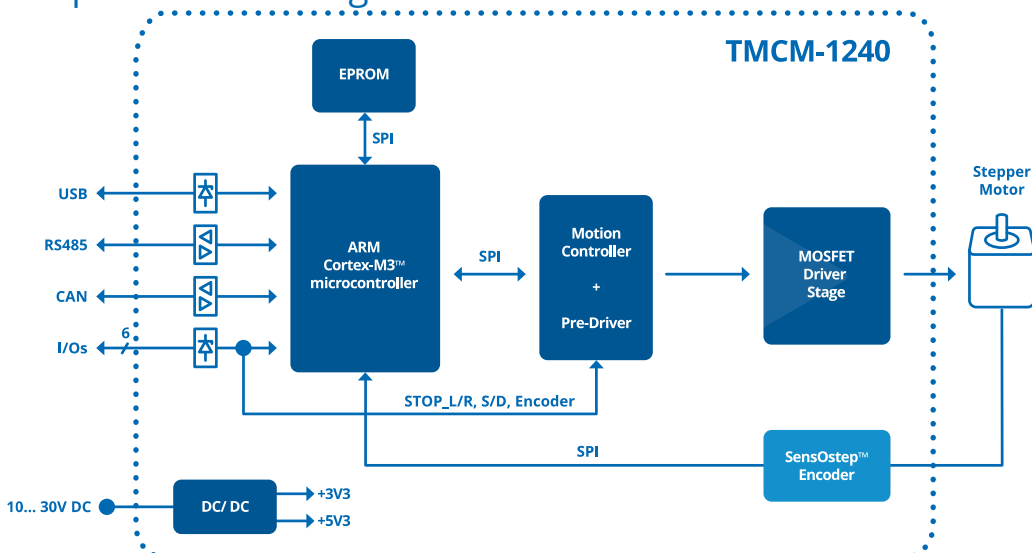 TMCM-1240
EPROM
SPI
USB
RS485
CAN
6
I/Os
ARM
Cortex-M3™
microcontroller
SPI
Motion
Controller
+
Pre-Driver
MOSFET
Driver
Stage
Stepper
Motor
STOP_L/R, S/D, Encoder
SPI
SensOstep™
Encoder
10... 30V DC
DC/ DC
+3V3
+5V3